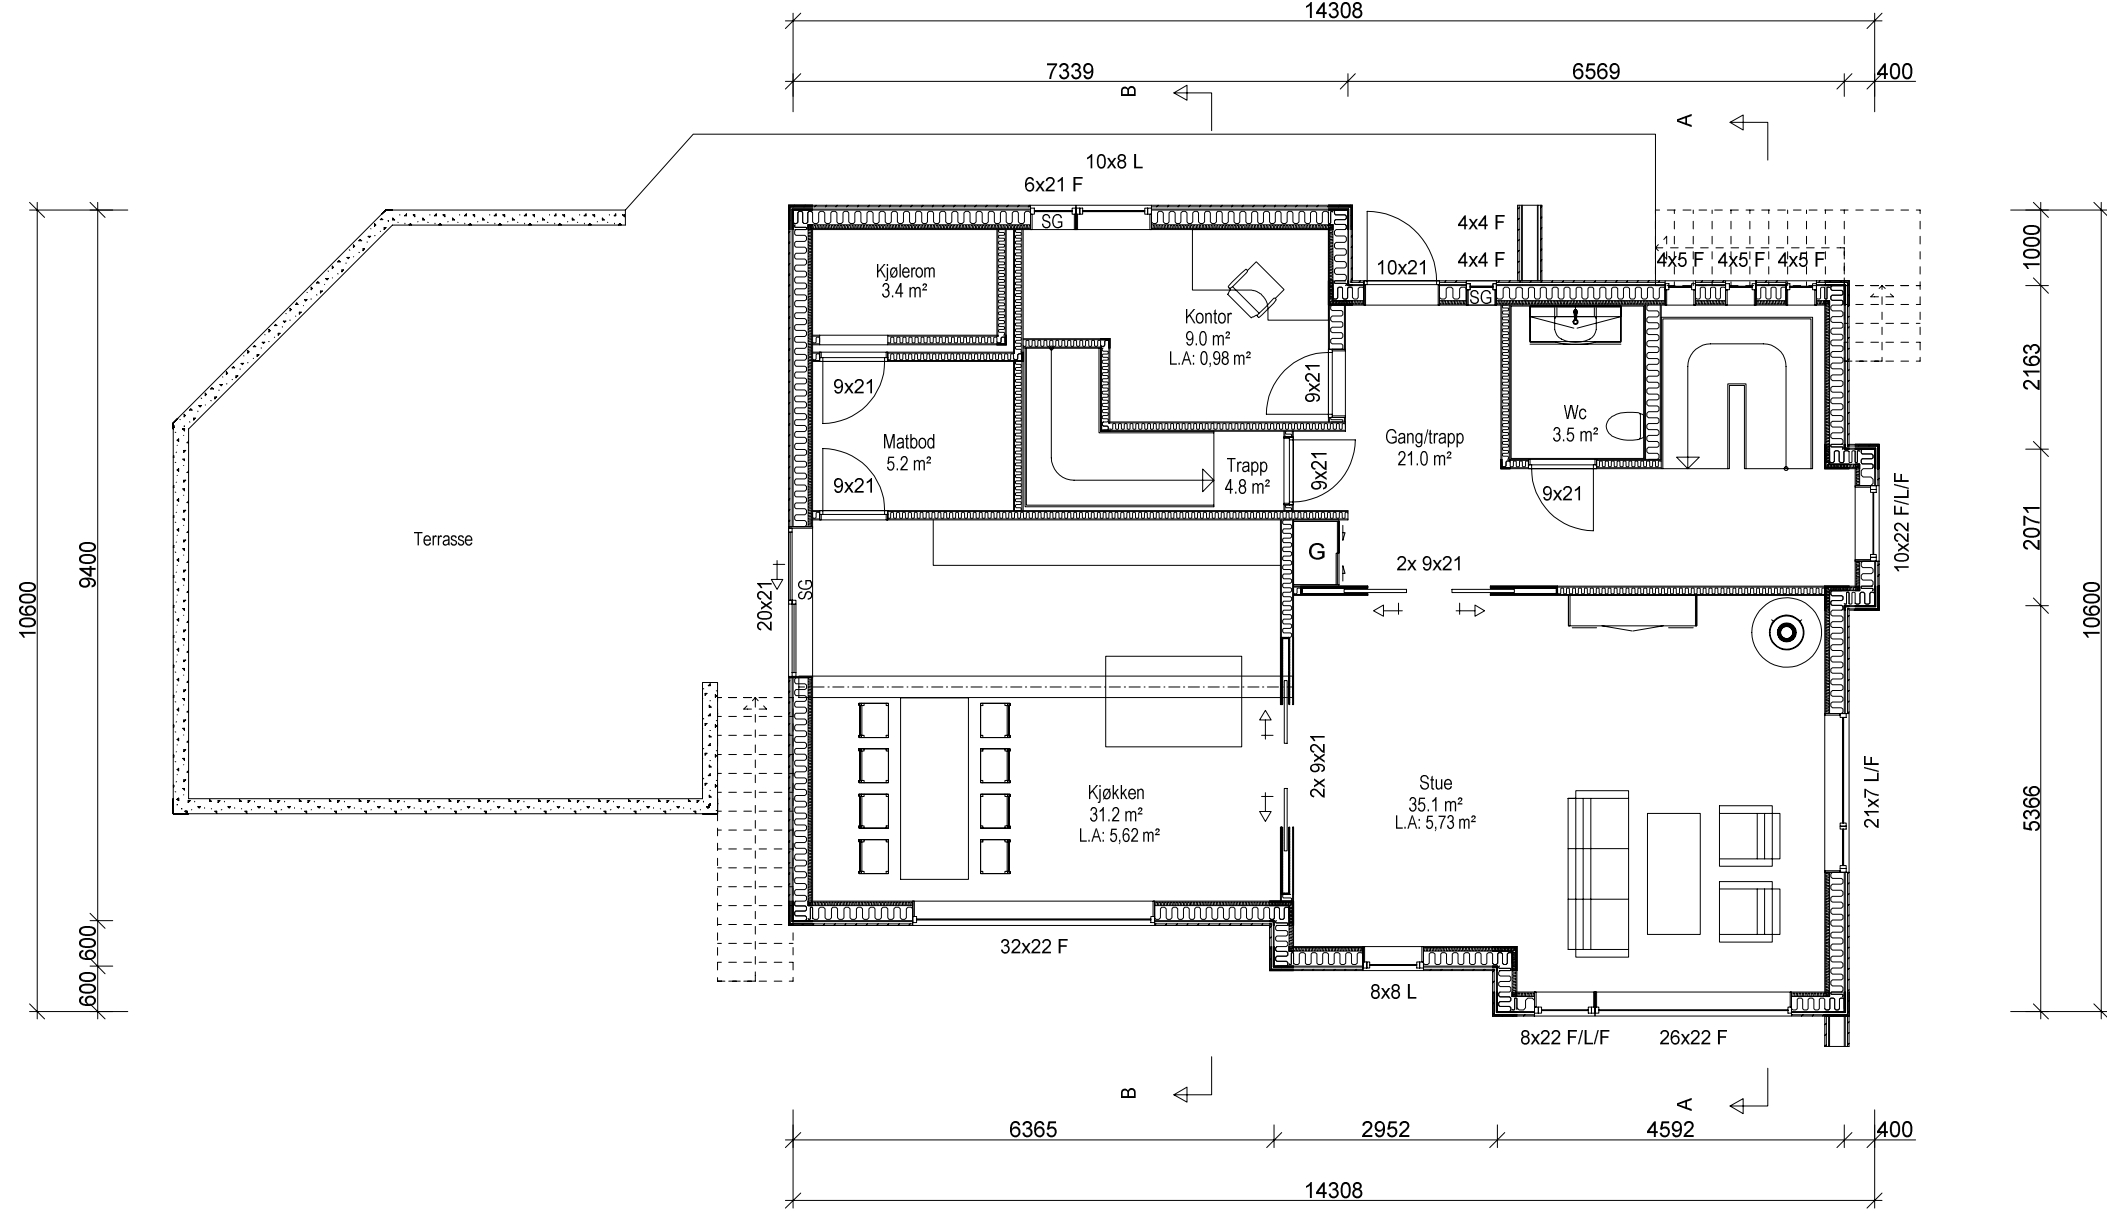 14308
7339
6569
400
B
A
10x8 L
6x21 F
SG
4x4 F
4x4 F
10x21
SG
4x5 F
4x5 F
4x5 F
1000
Kjølerom
3.4 m²
Kontor
9.0 m²
L.A: 0,98 m²
9x21
2163
9x21
Matbod
5.2 m²
9x21
Trapp
4.8 m²
9x21
Gang/trapp
21.0 m²
Wc
3.5 m²
9x21
10x22 F/L/F
2071
Terrasse
9400
10600
G
2x 9x21
SG
20x21
10600
2x 9x21
Kjøkken
31.2 m²
L.A: 5,62 m²
Stue
35.1 m²
L.A: 5,73 m²
21x7 L/F
5366
600
600
32x22 F
8x8 L
8x22 F/L/F
26x22 F
B
A
6365
2952
4592
400
14308